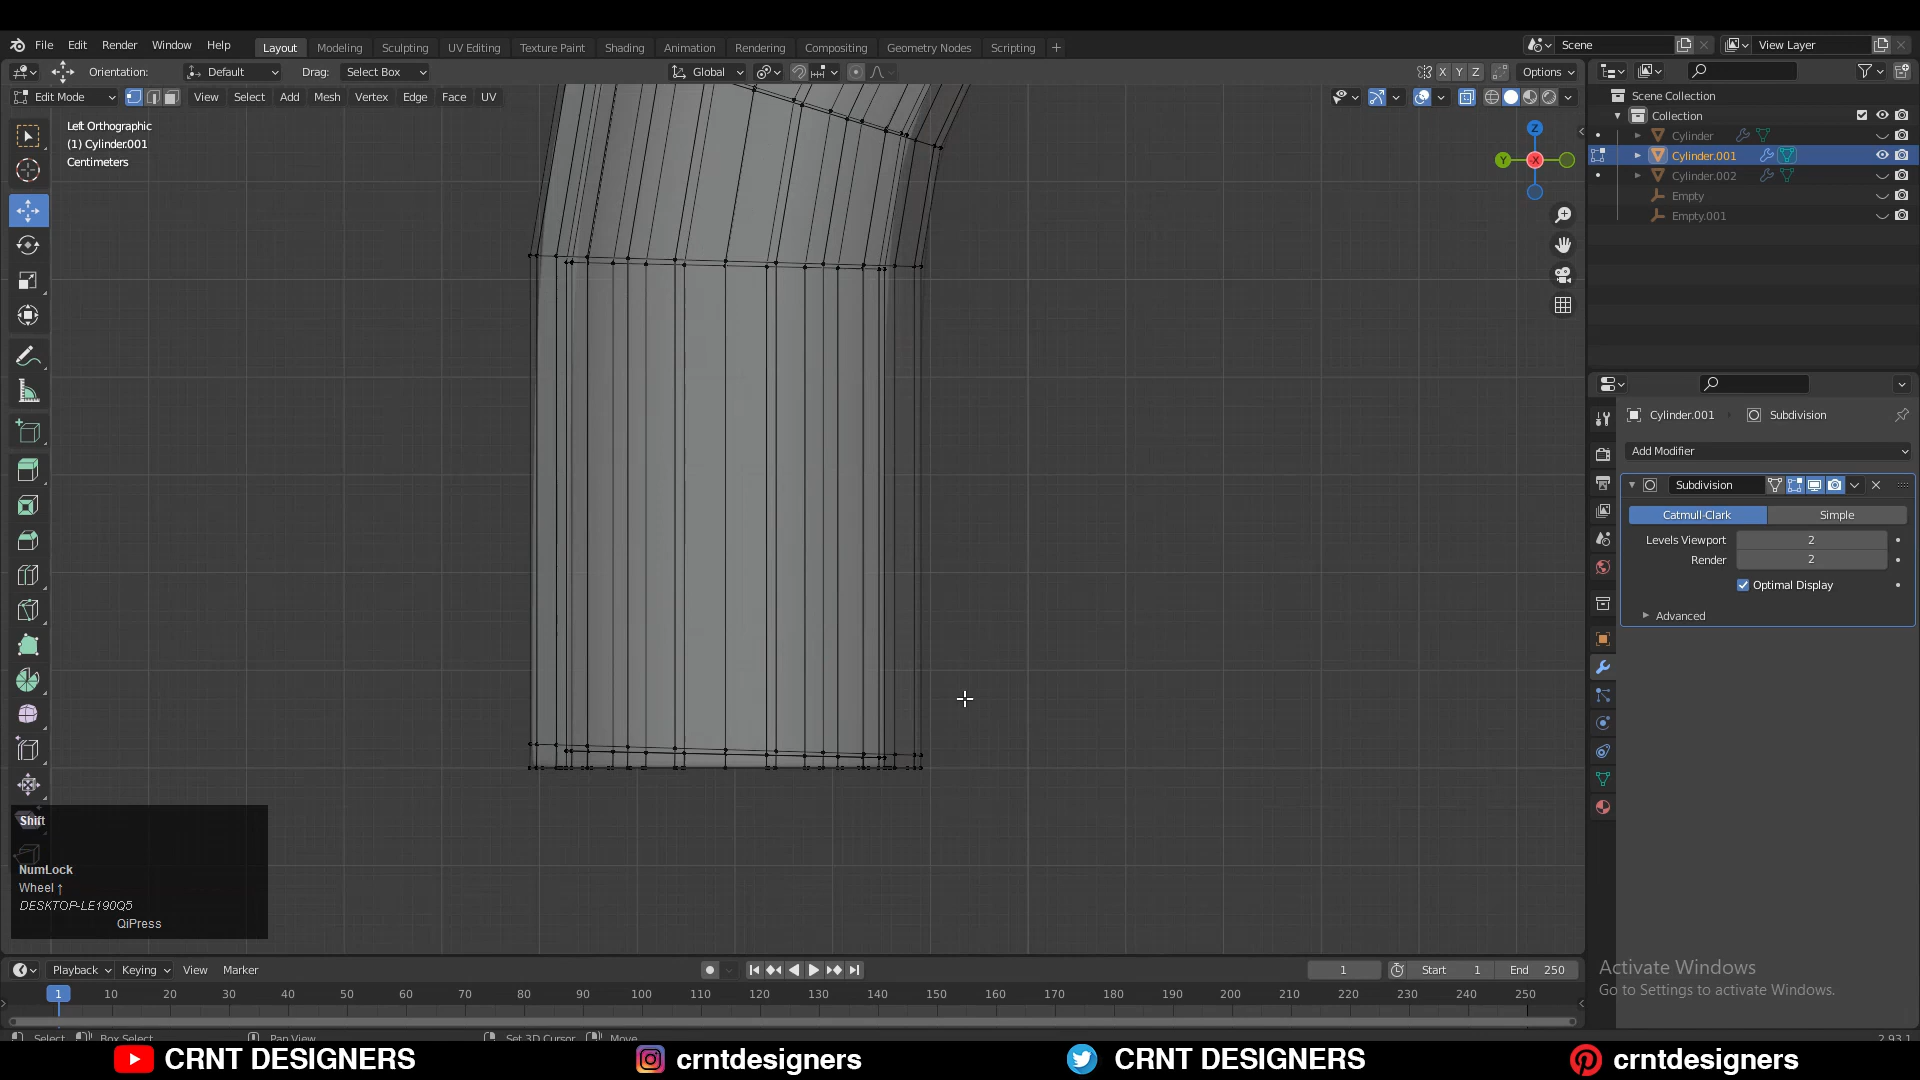 File Edit Render Window Help Layout Modeling Sculpting UV Editing Texture Paint Shading Animation Rendering Compositing Geometry Nodes Scripting + Scene View Layer
Orientation: Default Drag: Select Box Global X Y Z Options
Edit Mode View Select Add Mesh Vertex Edge Face UV
Left Orthographic
(1) Cylinder.001
Centimeters
Z
Y
-X
Scene Collection
Collection
Cylinder
Cylinder.001
Cylinder.002
Empty
Empty.001
Cylinder.001 Subdivision
Add Modifier
Subdivision
Catmull-Clark Simple
Levels Viewport 2
Render 2
Optimal Display
Advanced
Shift
NumLock
Wheel ↑
DESKTOP-LE190Q5
QiPress
Playback Keying View Marker 1 Start 1 End 250
1 10 20 30 40 50 60 70 80 90 100 110 120 130 140 150 160 170 180 190 200 210 220 230 240 250
Activate Windows
Go to Settings to activate Windows.
Select Box Select Pan View Set 3D Cursor Move 2.93.1
CRNT DESIGNERS crntdesigners CRNT DESIGNERS crntdesigners